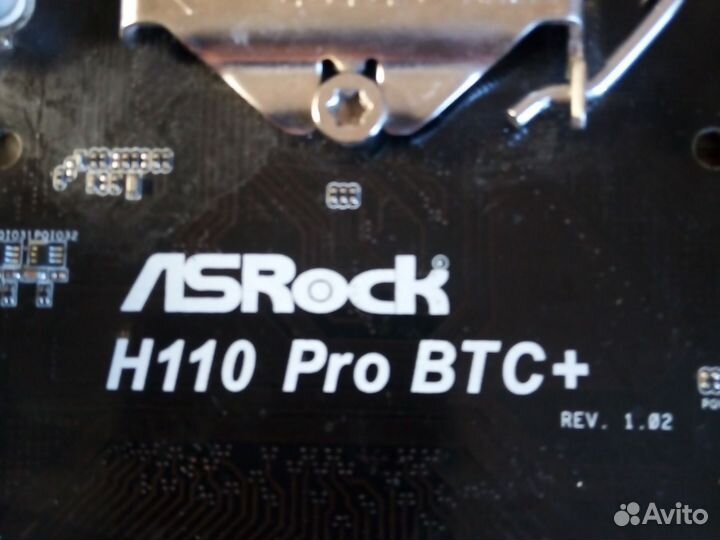 ASRock
H110 Pro BTC+
REV. 1.02
Avito